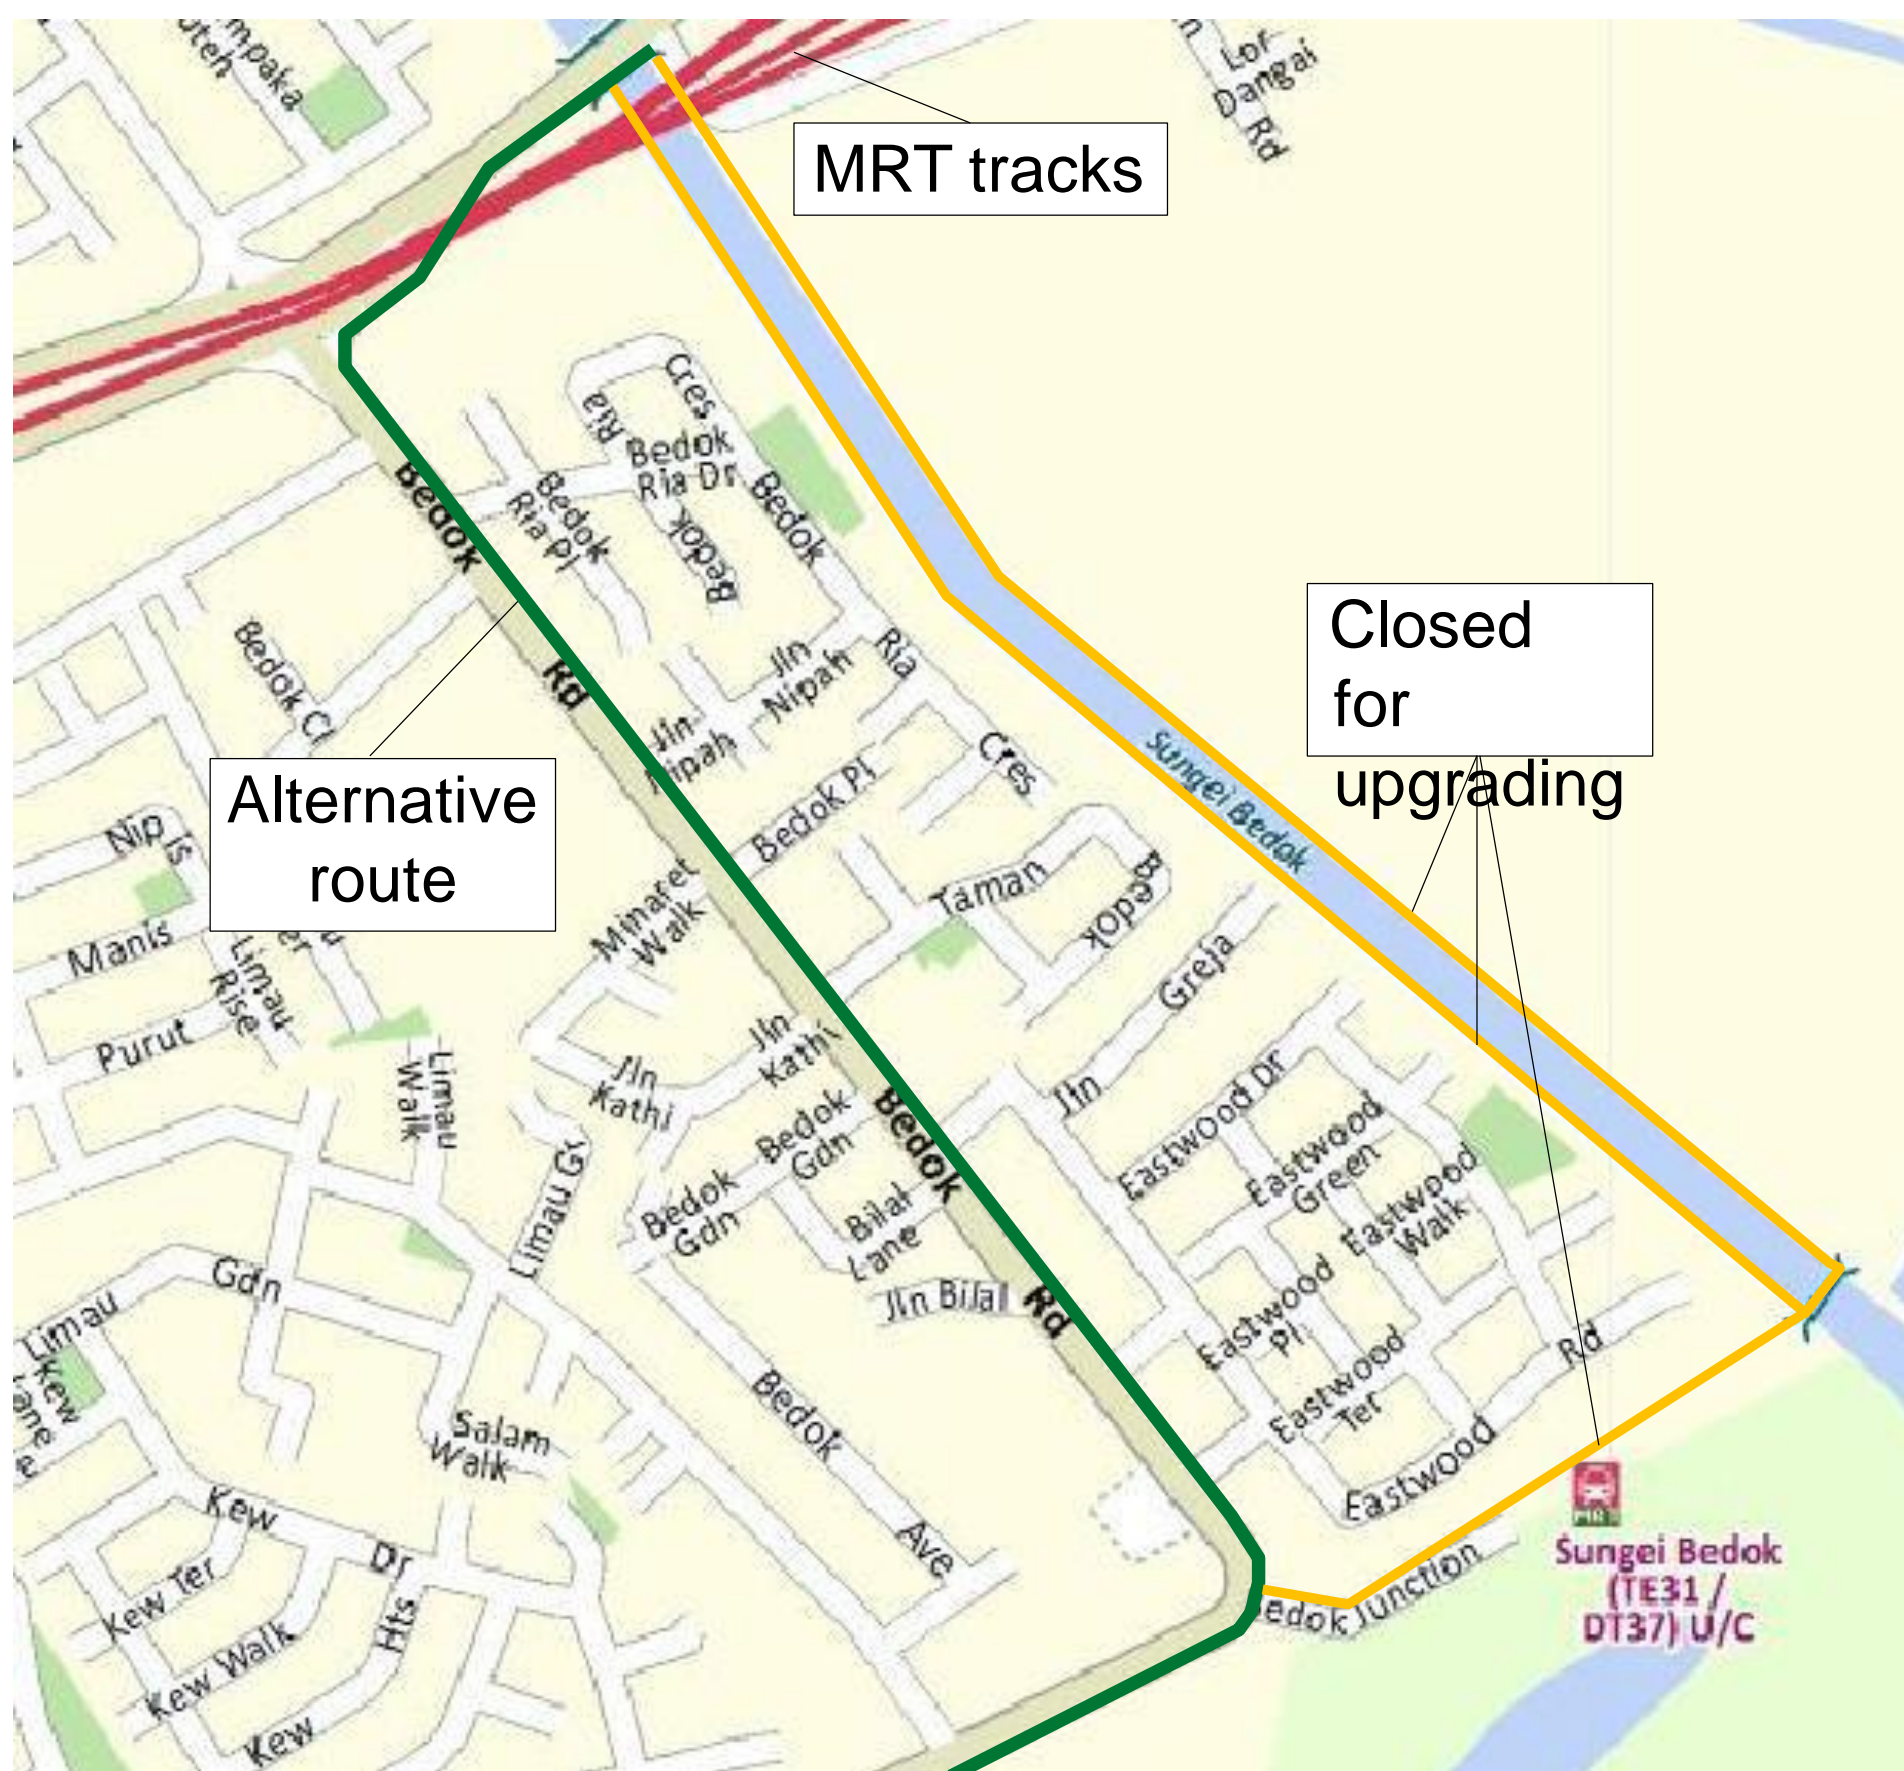 Lor
Dangai
Rd
MRT tracks
Cres
Ria
Bedok
Ria Dr
Bedok
Bedok
Bedok
Ria Pl
Bedok
Ria
Cres
Bedok
Rd
Bedok Cl
Jln
Nipah
Jln
Nipah
Bedok Pl
Sungei Bedok
Closed
for
upgrading
Alternative
route
Nipis
Manis
Limau
Rise
Purut
Limau
Walk
Minaret
Walk
Taman
Bedok
Jln
Greja
Jln
Kathi
Jln
Kathi
Bedok
Gdn
Bedok
Gdn
Bedok
Rd
Bilal
Lane
Jln Bilal
Limau Gr
Limau
Gdn
Eastwood Dr
Eastwood
Green
Eastwood
Walk
Eastwood
Pl
Eastwood
Ter
Eastwood
Rd
Bedok
Ave
Salam
Walk
Kew
Kew
Dr
Kew Ter
Kew Walk
Hts
Kew
edok Junction
Sungei Bedok
(TE31 /
DT37) U/C